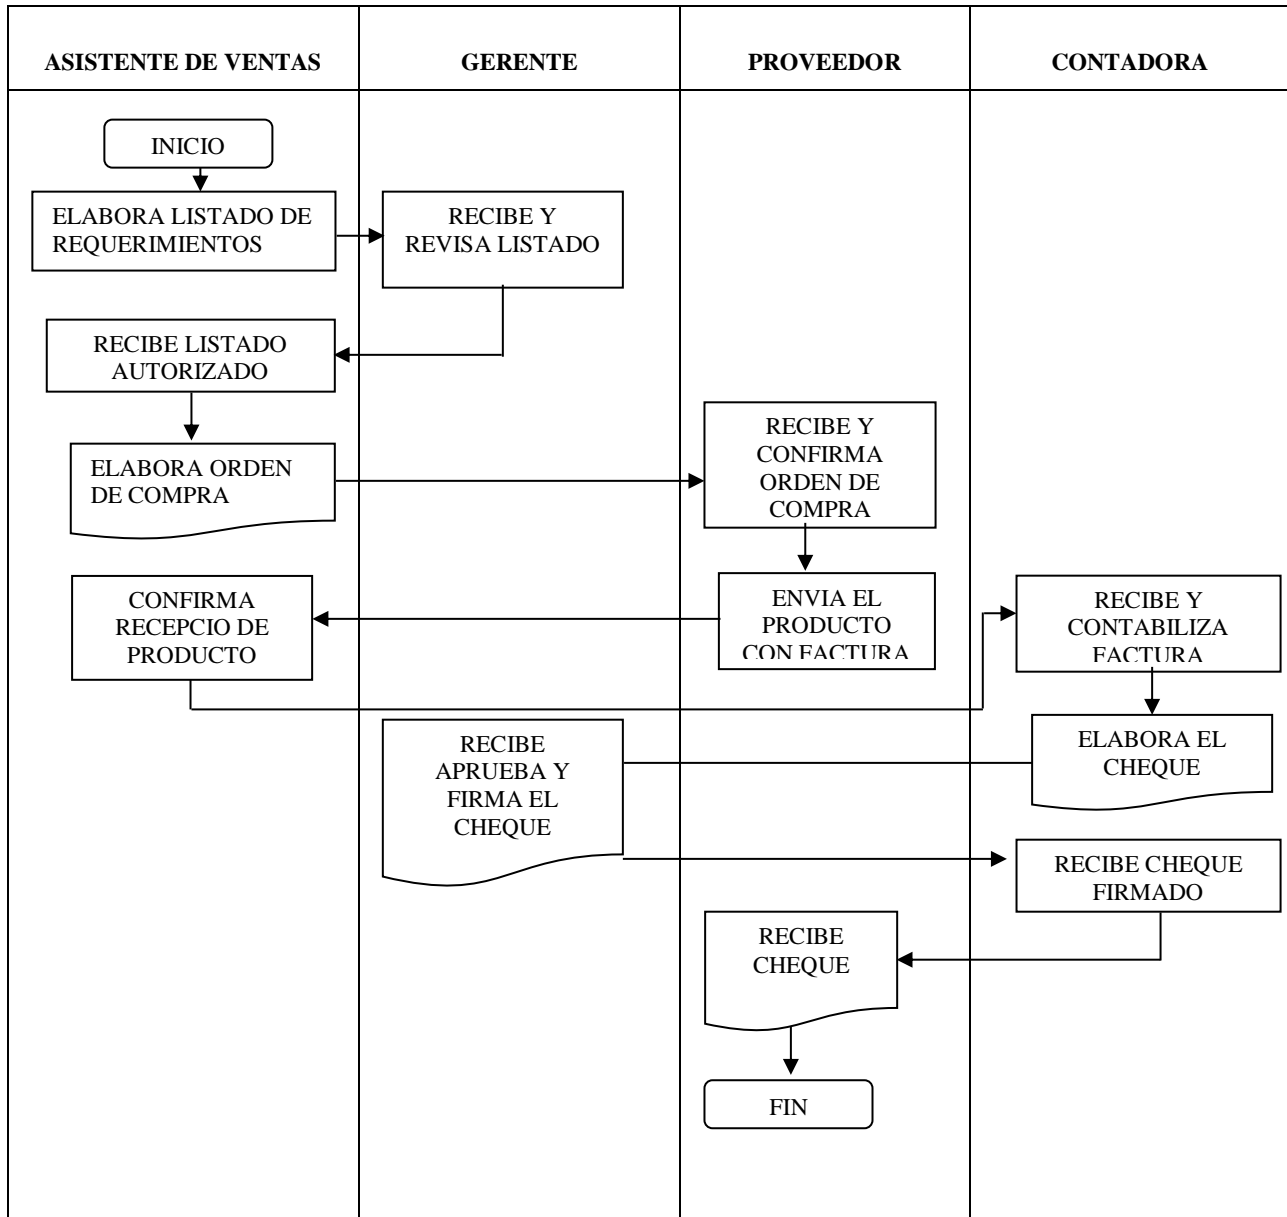 ASISTENTE DE VENTAS
GERENTE
PROVEEDOR
CONTADORA
INICIO
ELABORA LISTADO DE
REQUERIMIENTOS
RECIBE Y
REVISA LISTADO
RECIBE LISTADO
AUTORIZADO
ELABORA ORDEN
DE COMPRA
RECIBE Y
CONFIRMA
ORDEN DE
COMPRA
ENVIA EL
PRODUCTO
CON FACTURA
CONFIRMA
RECEPCIO DE
PRODUCTO
RECIBE Y
CONTABILIZA
FACTURA
ELABORA EL
CHEQUE
RECIBE
APRUEBA Y
FIRMA EL
CHEQUE
RECIBE CHEQUE
FIRMADO
RECIBE
CHEQUE
FIN